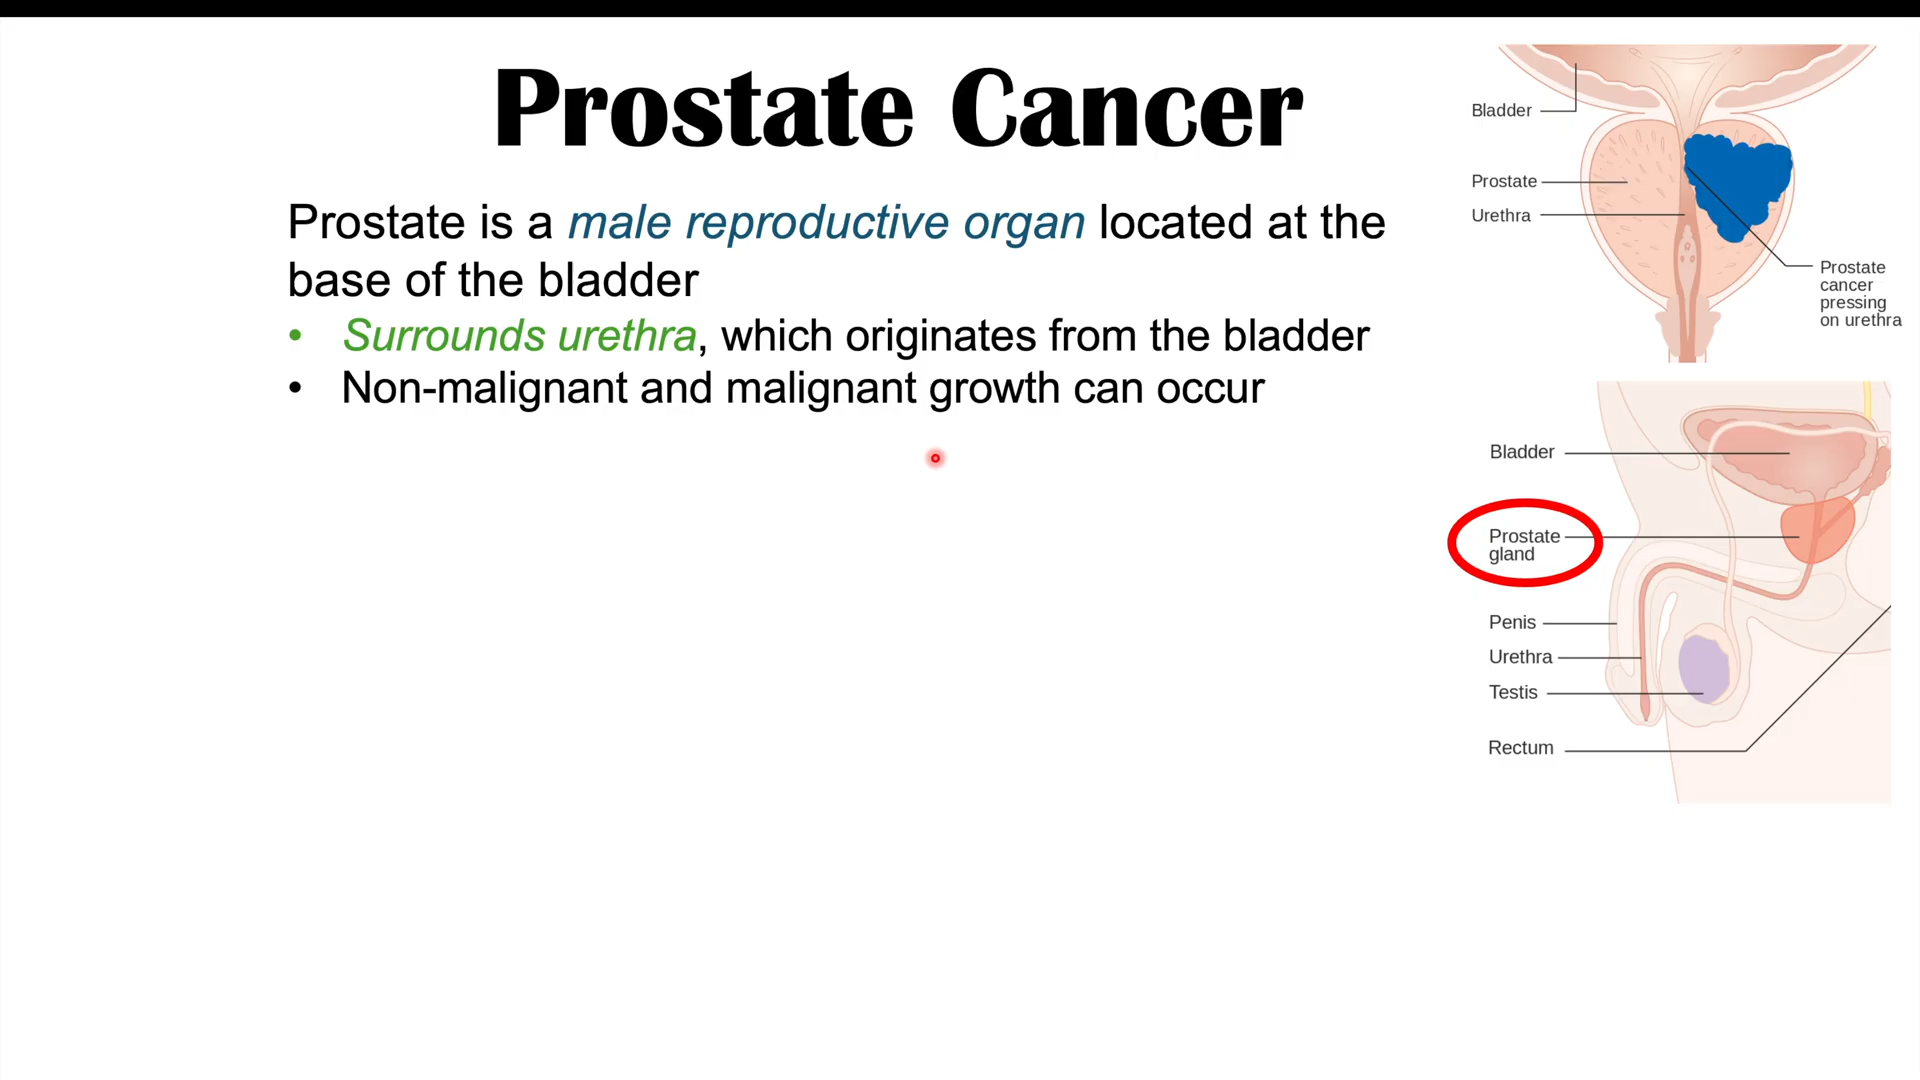 Prostate Cancer
Prostate is a male reproductive organ located at the
base of the bladder
• Surrounds urethra, which originates from the bladder
• Non-malignant and malignant growth can occur
Bladder
Prostate
Urethra
Prostate
cancer
pressing
on urethra
Bladder
Prostate
gland
Penis
Urethra
Testis
Rectum